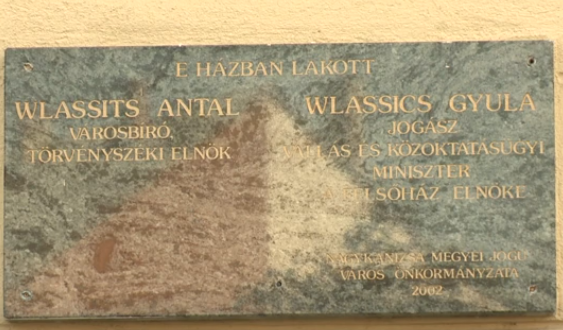 E HÁZBAN LAKOTT
WLASSITS ANTAL
VÁROSBÍRÓ,
TÖRVÉNYSZÉKI ELNÖK
WLASSICS GYULA
JOGÁSZ
VALLÁS ÉS KÖZOKTATÁSÜGYI
MINISZTER
FELSŐHÁZ ELNÖKE
NAGYKANIZSA MEGYEI JOGÚ
VÁROS ÖNKORMÁNYZATA
2002